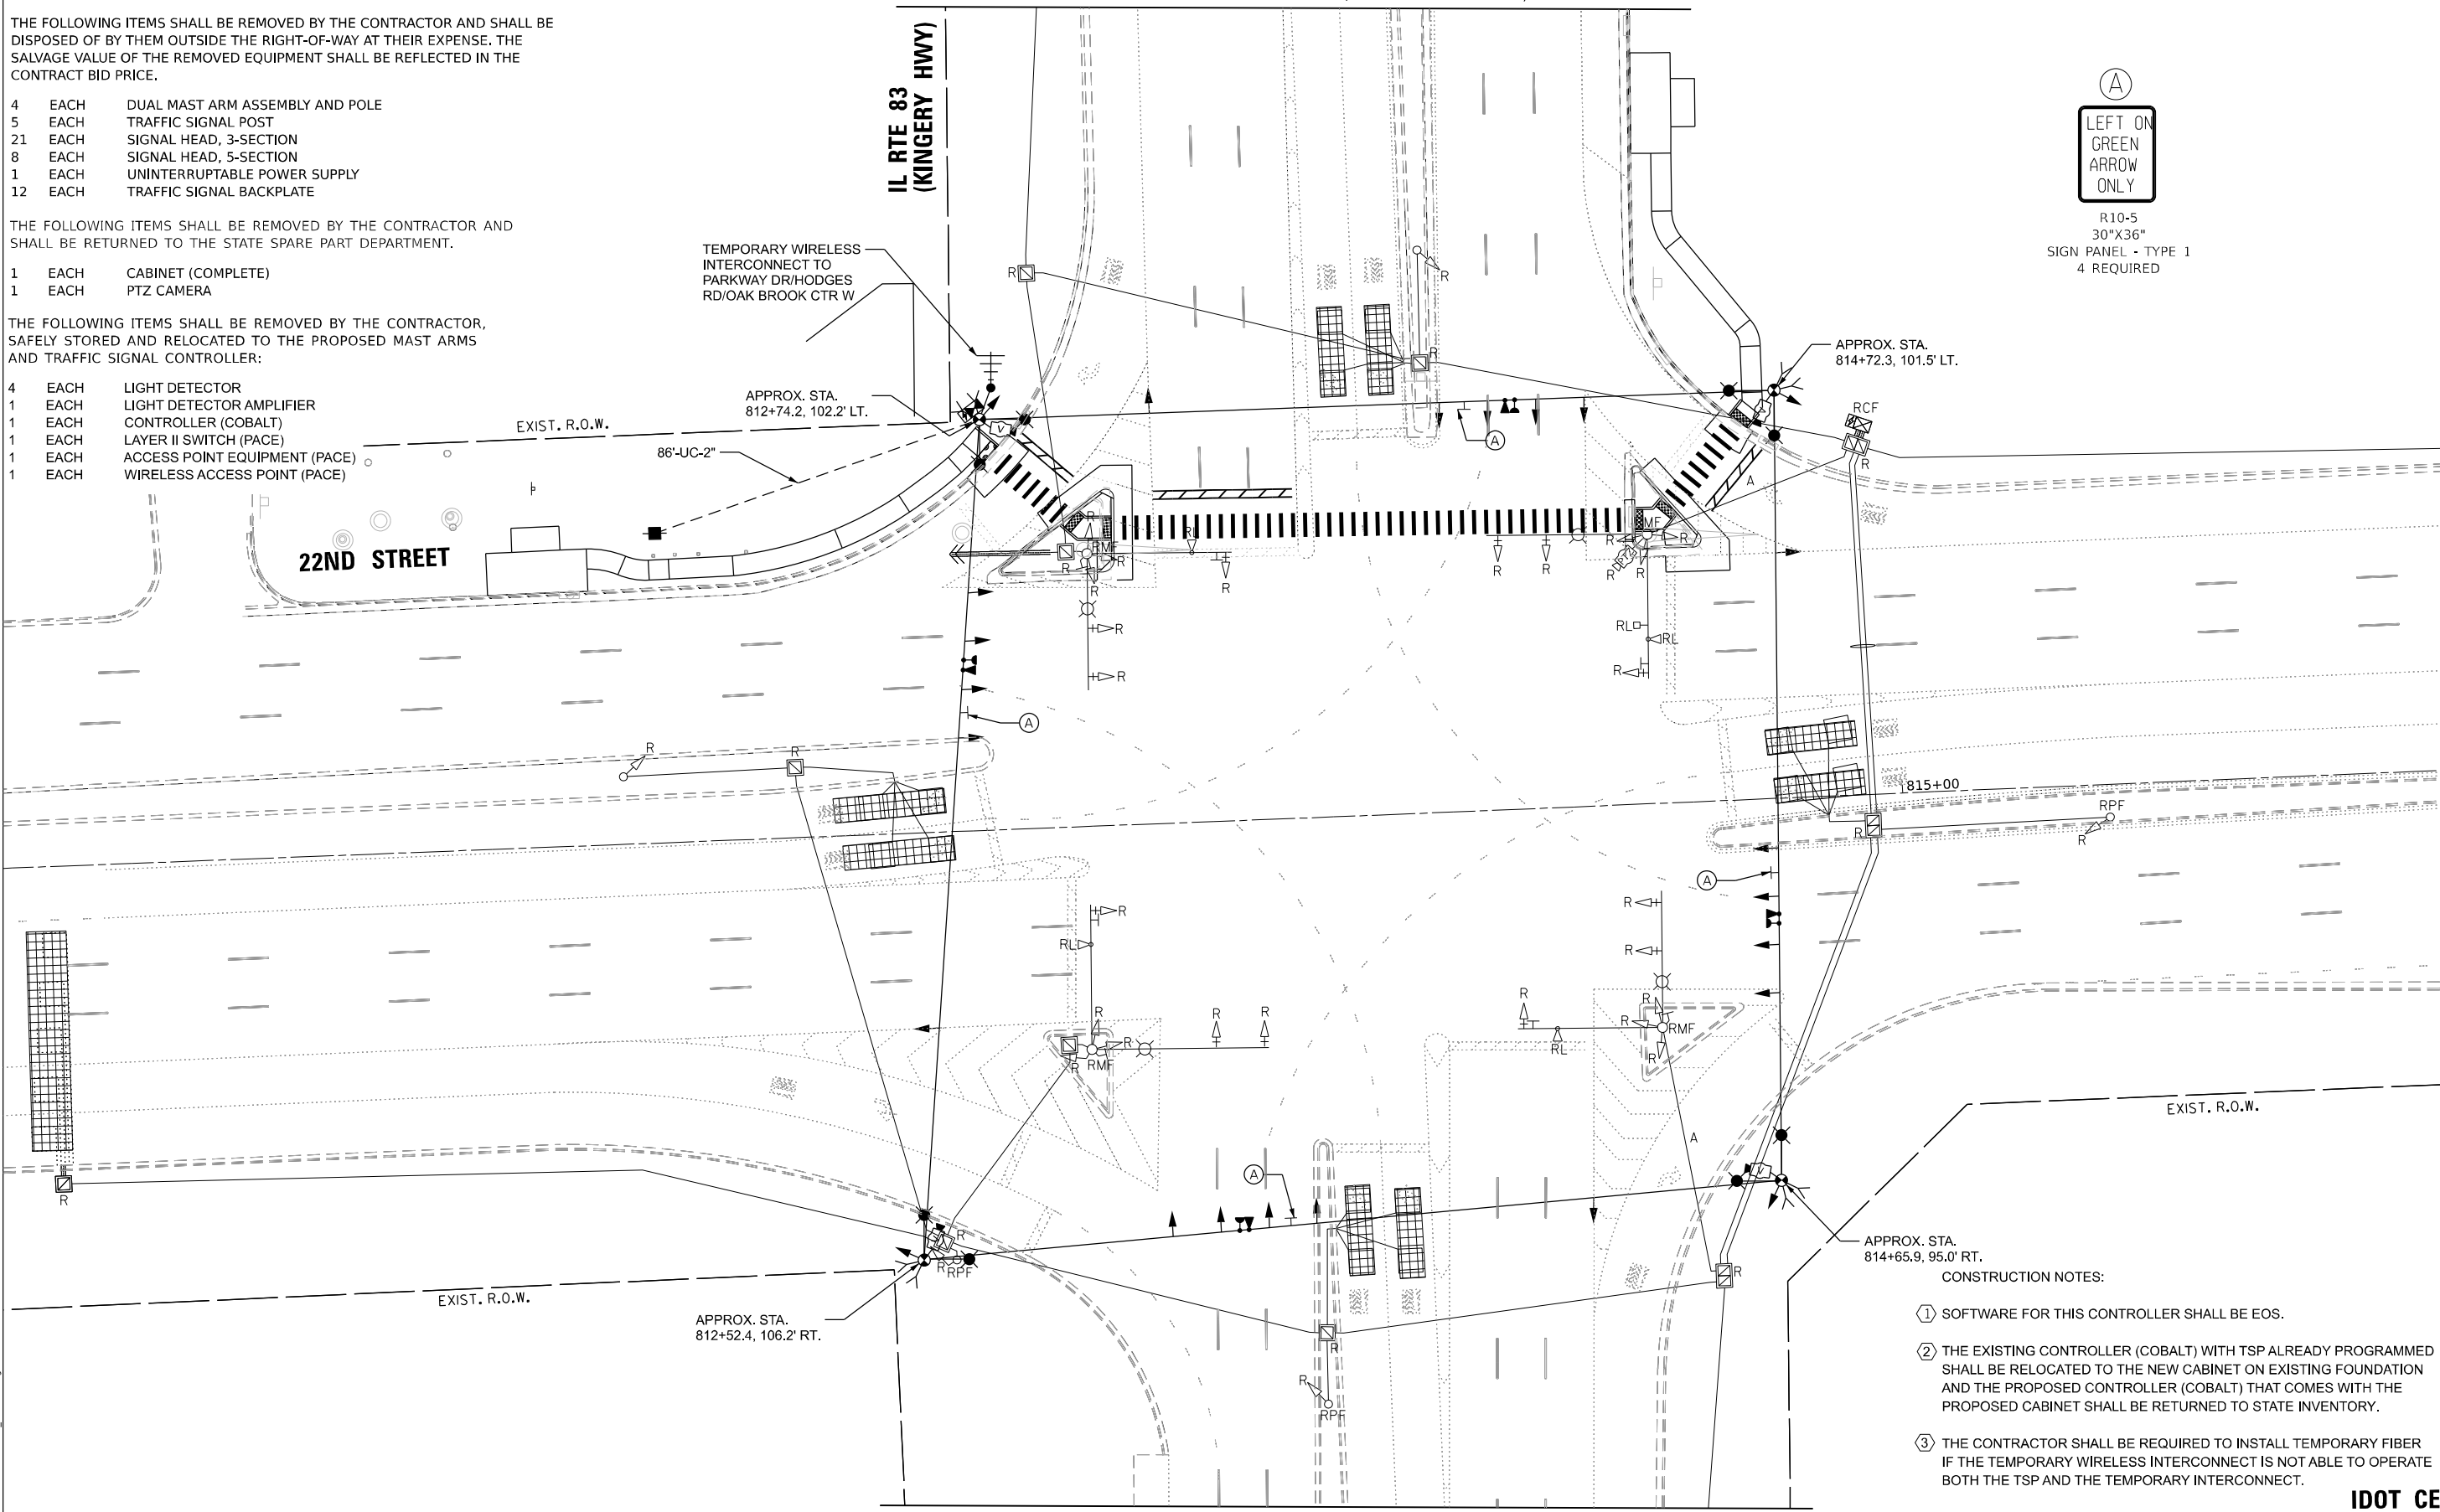 THE FOLLOWING ITEMS SHALL BE REMOVED BY THE CONTRACTOR AND SHALL BE
DISPOSED OF BY THEM OUTSIDE THE RIGHT-OF-WAY AT THEIR EXPENSE. THE
SALVAGE VALUE OF THE REMOVED EQUIPMENT SHALL BE REFLECTED IN THE
CONTRACT BID PRICE.
4 EACH DUAL MAST ARM ASSEMBLY AND POLE
5 EACH TRAFFIC SIGNAL POST
21 EACH SIGNAL HEAD, 3-SECTION
8 EACH SIGNAL HEAD, 5-SECTION
1 EACH UNINTERRUPTABLE POWER SUPPLY
12 EACH TRAFFIC SIGNAL BACKPLATE
THE FOLLOWING ITEMS SHALL BE REMOVED BY THE CONTRACTOR AND
SHALL BE RETURNED TO THE STATE SPARE PART DEPARTMENT.
1 EACH CABINET (COMPLETE)
1 EACH PTZ CAMERA
THE FOLLOWING ITEMS SHALL BE REMOVED BY THE CONTRACTOR,
SAFELY STORED AND RELOCATED TO THE PROPOSED MAST ARMS
AND TRAFFIC SIGNAL CONTROLLER:
4 EACH LIGHT DETECTOR
1 EACH LIGHT DETECTOR AMPLIFIER
1 EACH CONTROLLER (COBALT)
1 EACH LAYER II SWITCH (PACE)
1 EACH ACCESS POINT EQUIPMENT (PACE)
1 EACH WIRELESS ACCESS POINT (PACE)
IL RTE 83
(KINGERY HWY)
A
LEFT ON
GREEN
ARROW
ONLY
R10-5
30"X36"
SIGN PANEL - TYPE 1
4 REQUIRED
TEMPORARY WIRELESS
INTERCONNECT TO
PARKWAY DR/HODGES
RD/OAK BROOK CTR W
R
R
R
APPROX. STA.
814+72.3, 101.5' LT.
APPROX. STA.
812+74.2, 102.2' LT.
EXIST. R.O.W.
86'-UC-2"
A
RCF
R
V
A
22ND STREET
R
RL
MF
RMF
R
R
R
R
R
R
R
R
R
R
R
RL
RL
R
R
A
R
R
815+00
RPF
R
R
A
R
R
RL
R
R
R
R
R
R
RMF
R
R
RL
R
R
RMF
R
A
A
V
EXIST. R.O.W.
R
R
R
RPF
R
EXIST. R.O.W.
APPROX. STA.
812+52.4, 106.2' RT.
R
R
RPF
APPROX. STA.
814+65.9, 95.0' RT.
CONSTRUCTION NOTES:
1 SOFTWARE FOR THIS CONTROLLER SHALL BE EOS.
2 THE EXISTING CONTROLLER (COBALT) WITH TSP ALREADY PROGRAMMED
SHALL BE RELOCATED TO THE NEW CABINET ON EXISTING FOUNDATION
AND THE PROPOSED CONTROLLER (COBALT) THAT COMES WITH THE
PROPOSED CABINET SHALL BE RETURNED TO STATE INVENTORY.
3 THE CONTRACTOR SHALL BE REQUIRED TO INSTALL TEMPORARY FIBER
IF THE TEMPORARY WIRELESS INTERCONNECT IS NOT ABLE TO OPERATE
BOTH THE TSP AND THE TEMPORARY INTERCONNECT.
IDOT CE